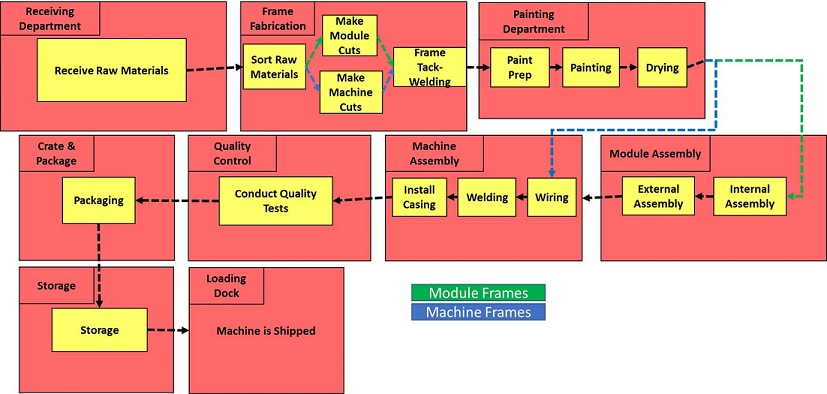 Receiving
Department
Receive Raw Materials
Frame
Fabrication
Sort Raw
Materials
Make
Module
Cuts
Make
Machine
Cuts
Frame
Tack-
Welding
Painting
Department
Paint
Prep
Painting
Drying
Crate &
Package
Packaging
Quality
Control
Conduct Quality
Tests
Machine
Assembly
Install
Casing
Welding
Wiring
Module Assembly
External
Assembly
Internal
Assembly
Storage
Storage
Loading
Dock
Machine is Shipped
Module Frames
Machine Frames